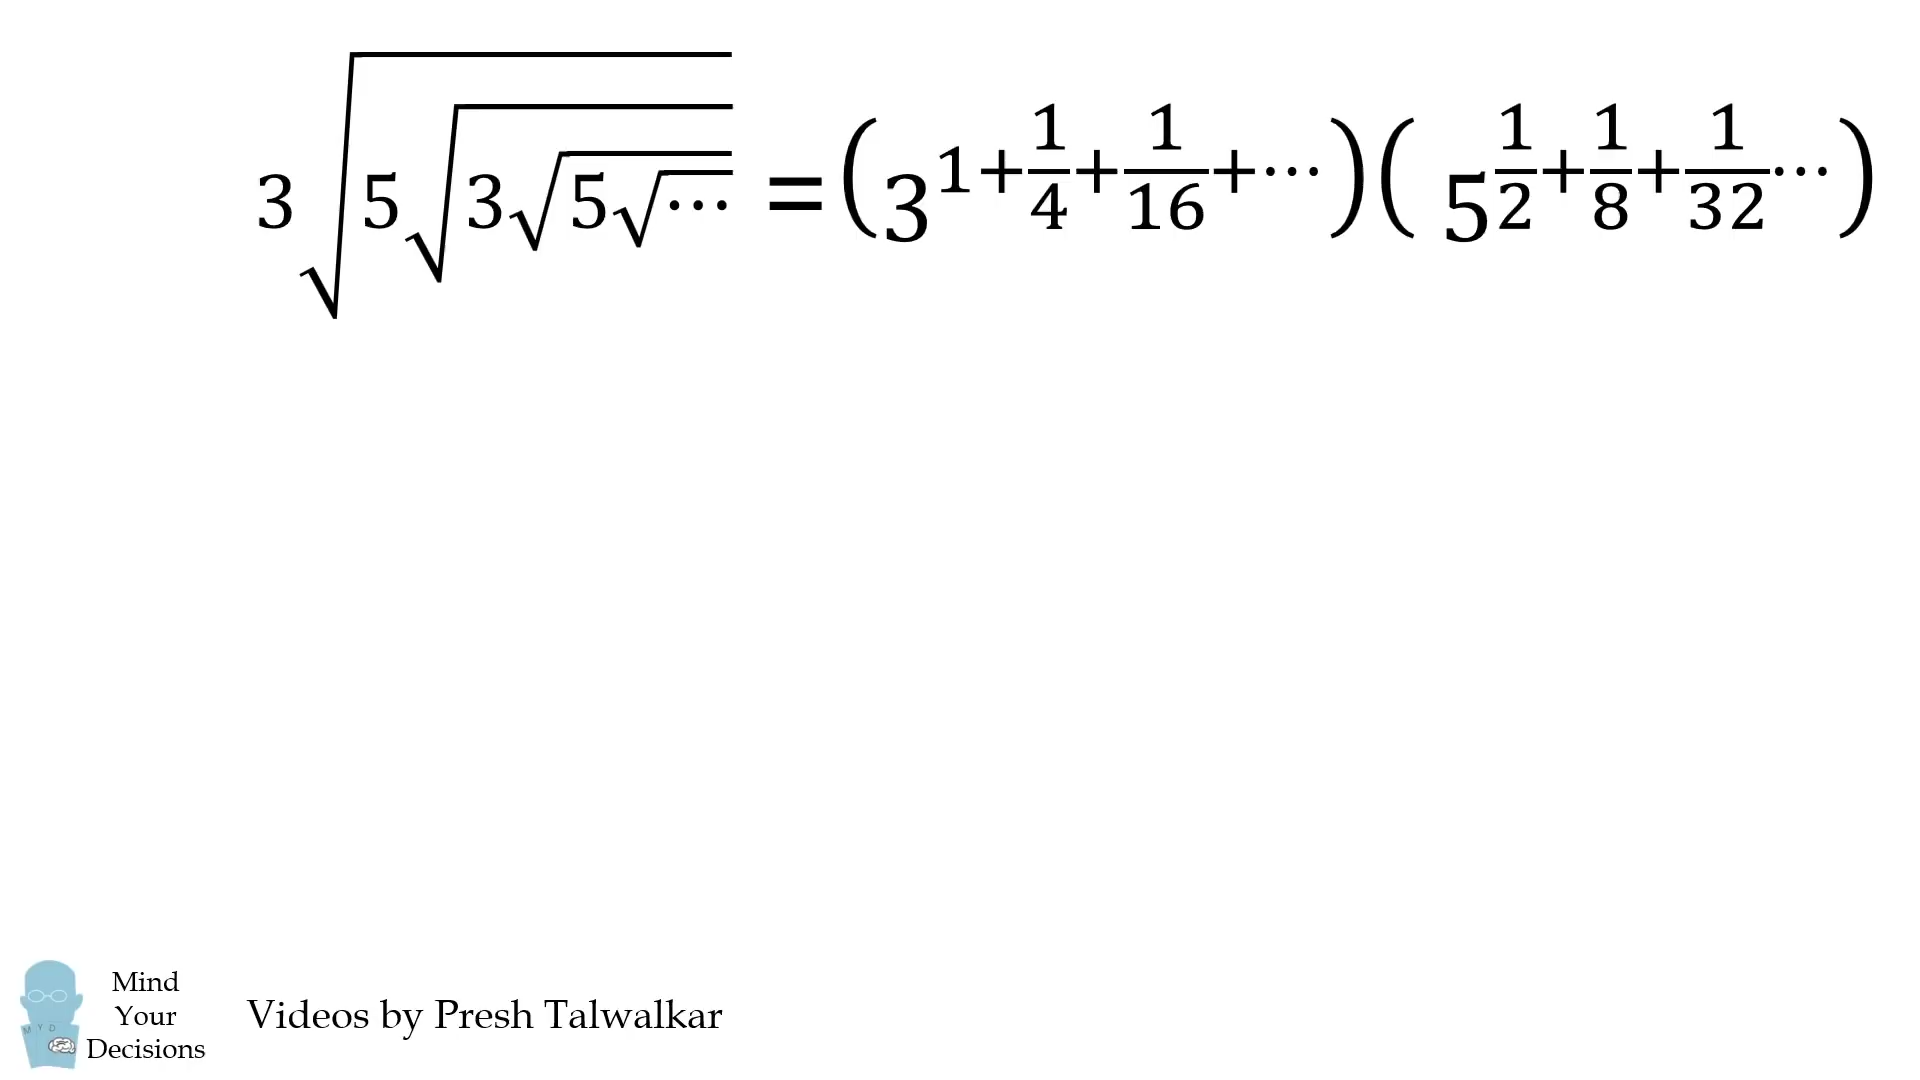 3√(5√(3√(5√⋯))) = (3^(1+1/4+1/16+⋯))(5^(1/2+1/8+1/32⋯))
M Y D
Mind
Your
Decisions
Videos by Presh Talwalkar